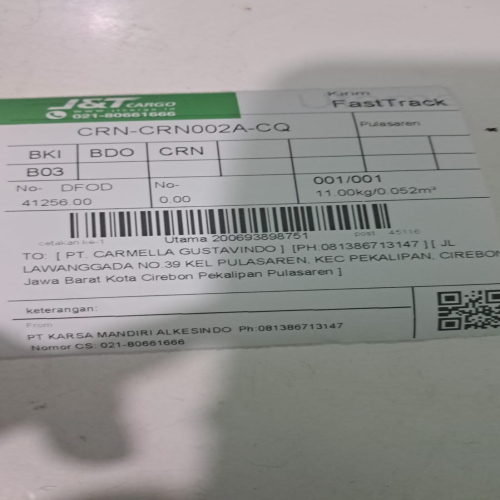 J&T CARGO
021-80661666
Kirim
FastTrack
CRN-CRN002A-CQ
Pulasaren
BKI BDO CRN
B03
No- DFOD No- 001/001
41256.00 0.00 11.00kg/0.052m³
cetakan ke-1 Utama 200693898751 post 45116
TO: [ PT. CARMELLA GUSTAVINDO ] [PH:081386713147 ] [ JL
LAWANGGADA NO.39 KEL PULASAREN, KEC PEKALIPAN, CIREBON
Jawa Barat Kota Cirebon Pekalipan Pulasaren ]
keterangan:
From
PT KARSA MANDIRI ALKESINDO Ph:081386713147
Nomor CS: 021-80661666